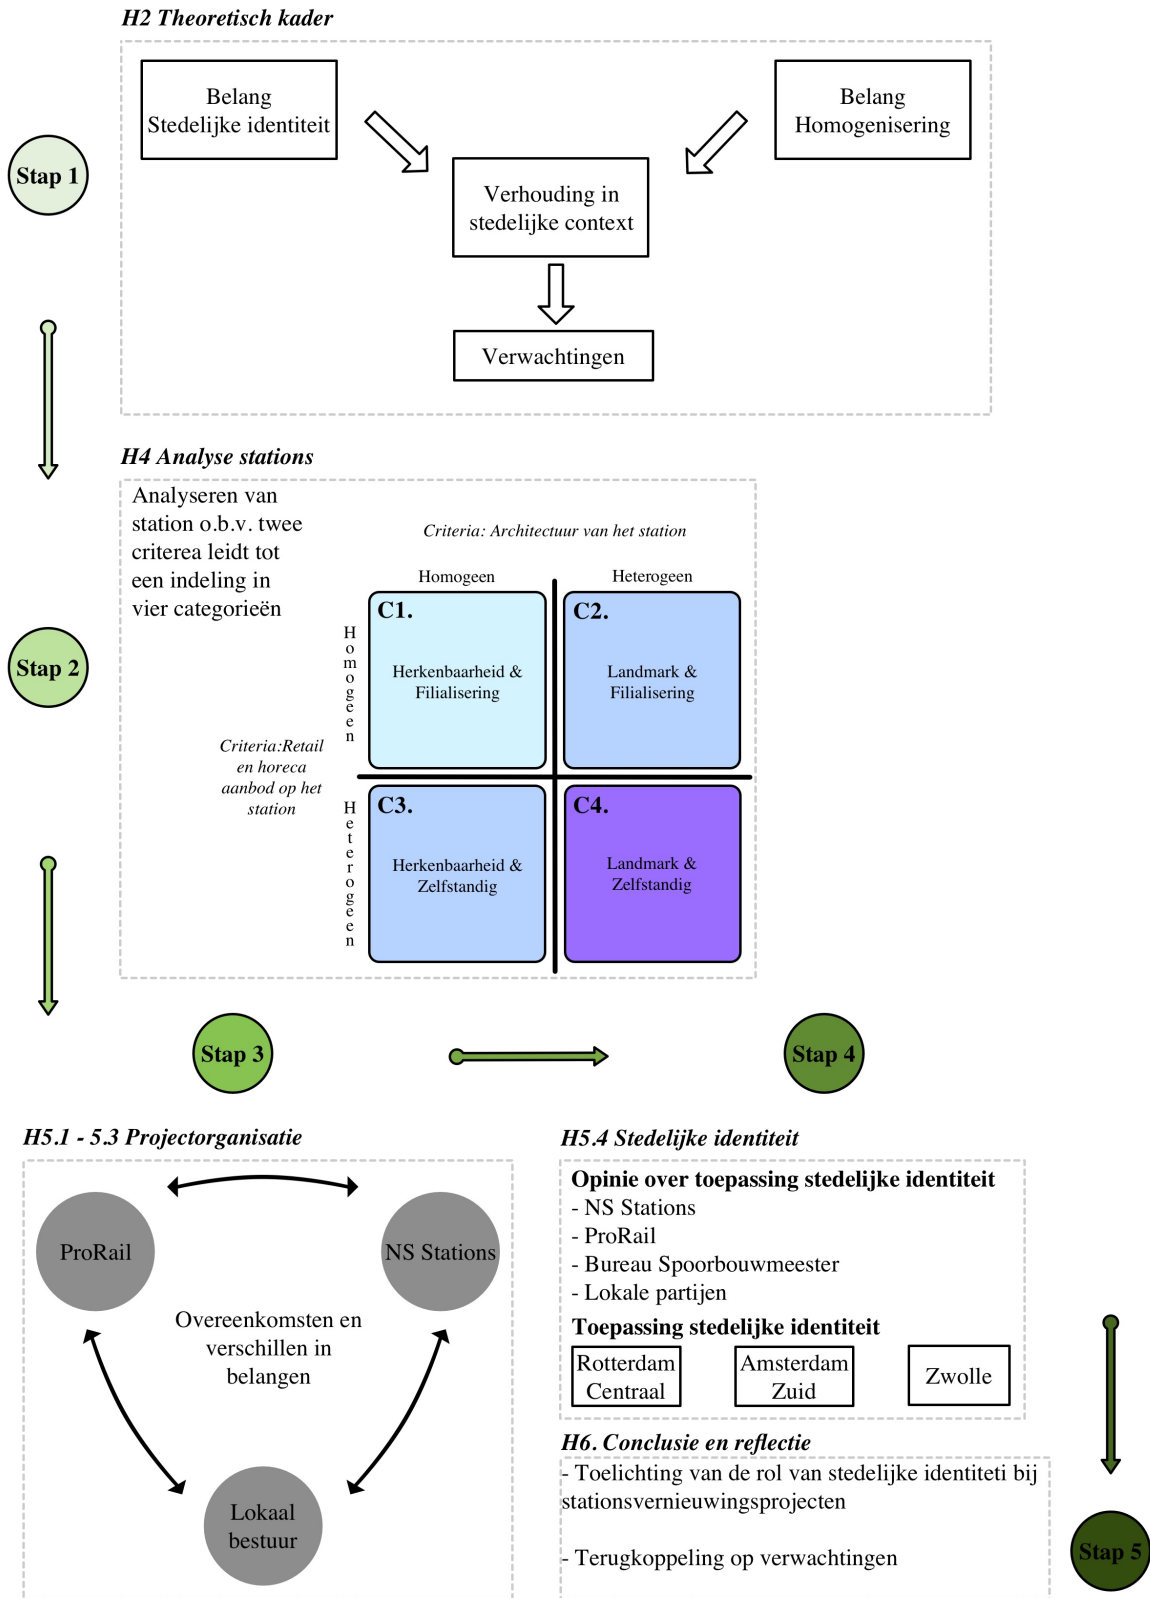 H2 Theoretisch kader
Belang
Stedelijke identiteit
Belang
Homogenisering
Stap 1
Verhouding in
stedelijke context
Verwachtingen
H4 Analyse stations
Analyseren van
station o.b.v. twee
criterea leidt tot
een indeling in
vier categorieën
Criteria: Architectuur van het station
Homogeen
Heterogeen
Stap 2
Homogeen
C1.
Herkenbaarheid &
Filialisering
C2.
Landmark &
Filialisering
Criteria:Retail
en horeca
aanbod op het
station
Heterogeen
C3.
Herkenbaarheid &
Zelfstandig
C4.
Landmark &
Zelfstandig
Stap 3
Stap 4
H5.1 - 5.3 Projectorganisatie
ProRail
NS Stations
Overeenkomsten en
verschillen in
belangen
Lokaal
bestuur
H5.4 Stedelijke identiteit
Opinie over toepassing stedelijke identiteit
- NS Stations
- ProRail
- Bureau Spoorbouwmeester
- Lokale partijen
Toepassing stedelijke identiteit
Rotterdam
Centraal
Amsterdam
Zuid
Zwolle
H6. Conclusie en reflectie
- Toelichting van de rol van stedelijke identiteti bij
stationsvernieuwingsprojecten
- Terugkoppeling op verwachtingen
Stap 5